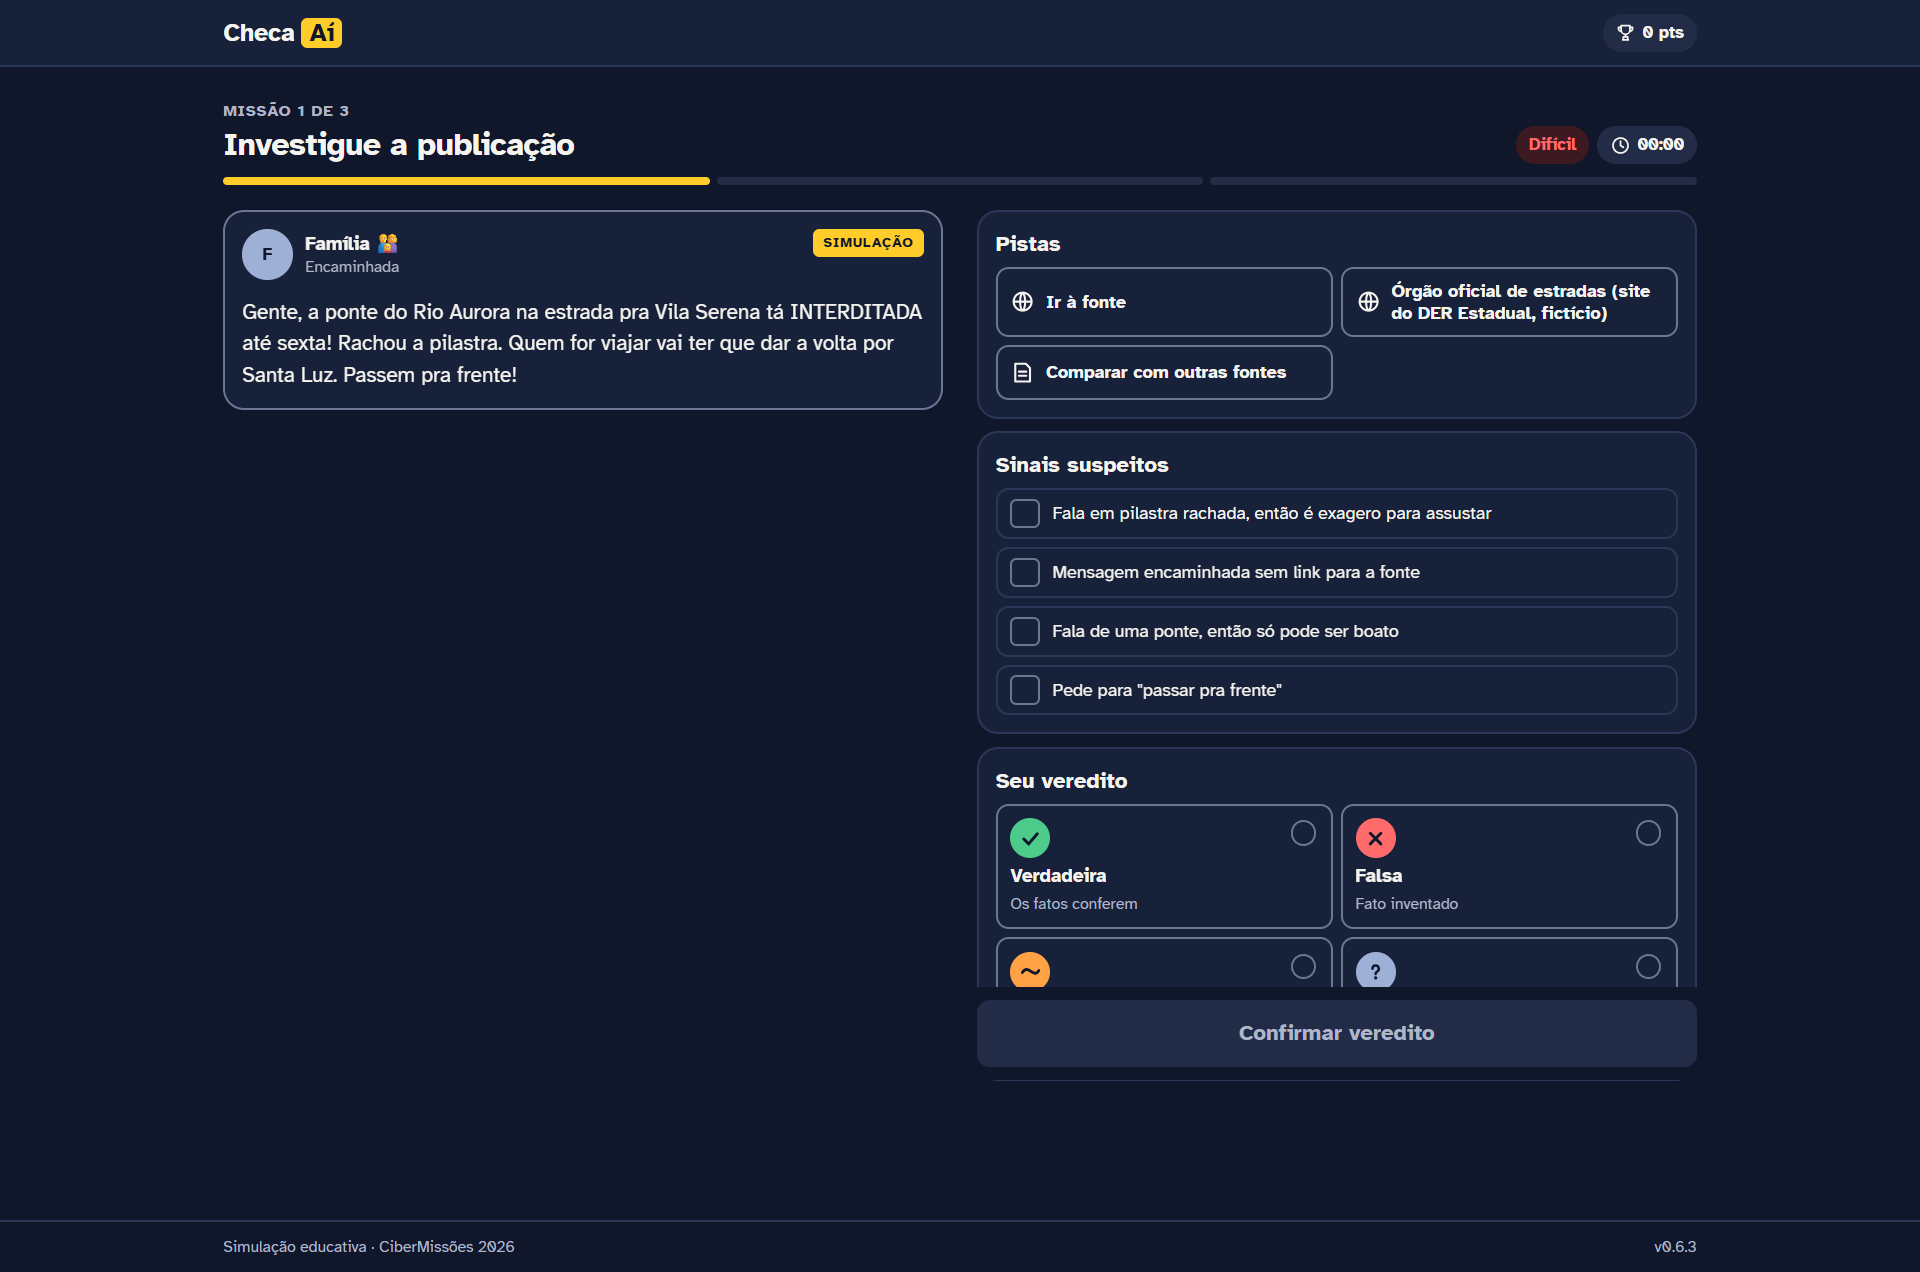 Checa Aí
0 pts
MISSÃO 1 DE 3
Investigue a publicação
Difícil
00:00
F
Família
Encaminhada
SIMULAÇÃO
Gente, a ponte do Rio Aurora na estrada pra Vila Serena tá INTERDITADA
até sexta! Rachou a pilastra. Quem for viajar vai ter que dar a volta por
Santa Luz. Passem pra frente!
Pistas
Ir à fonte
Órgão oficial de estradas (site
do DER Estadual, fictício)
Comparar com outras fontes
Sinais suspeitos
Fala em pilastra rachada, então é exagero para assustar
Mensagem encaminhada sem link para a fonte
Fala de uma ponte, então só pode ser boato
Pede para "passar pra frente"
Seu veredito
Verdadeira
Os fatos conferem
Falsa
Fato inventado
?
Confirmar veredito
Simulação educativa · CiberMissões 2026
v0.6.3